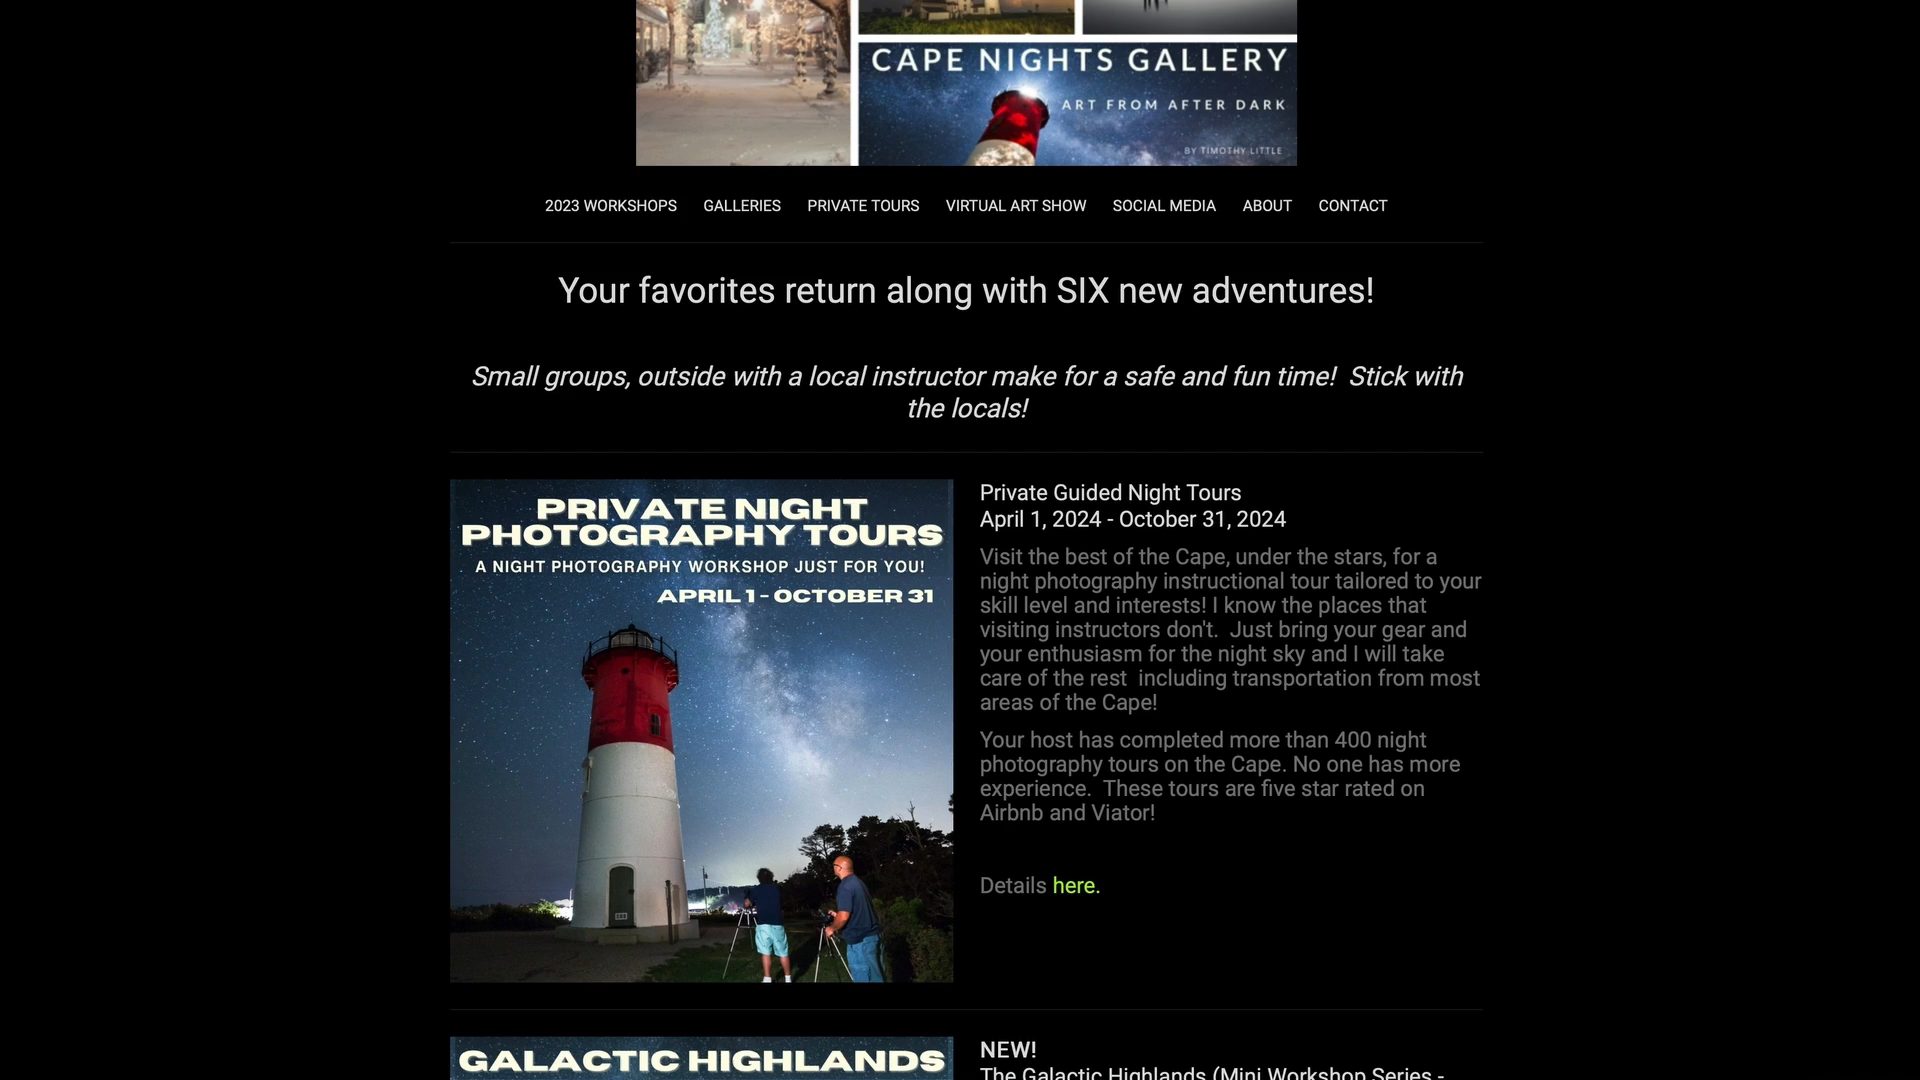 CAPE NIGHTS GALLERY
ART FROM AFTER DARK
BY TIMOTHY LITTLE
2023 WORKSHOPS GALLERIES PRIVATE TOURS VIRTUAL ART SHOW SOCIAL MEDIA ABOUT CONTACT
Your favorites return along with SIX new adventures!
Small groups, outside with a local instructor make for a safe and fun time!  Stick with
the locals!
PRIVATE NIGHT
PHOTOGRAPHY TOURS
A NIGHT PHOTOGRAPHY WORKSHOP JUST FOR YOU!
APRIL 1 - OCTOBER 31
Private Guided Night Tours
April 1, 2024 - October 31, 2024
Visit the best of the Cape, under the stars, for a
night photography instructional tour tailored to your
skill level and interests! I know the places that
visiting instructors don't.  Just bring your gear and
your enthusiasm for the night sky and I will take
care of the rest  including transportation from most
areas of the Cape!
Your host has completed more than 400 night
photography tours on the Cape. No one has more
experience.  These tours are five star rated on
Airbnb and Viator!
Details here.
GALACTIC HIGHLANDS
NEW!
The Galactic Highlands (Mini Workshop Series -